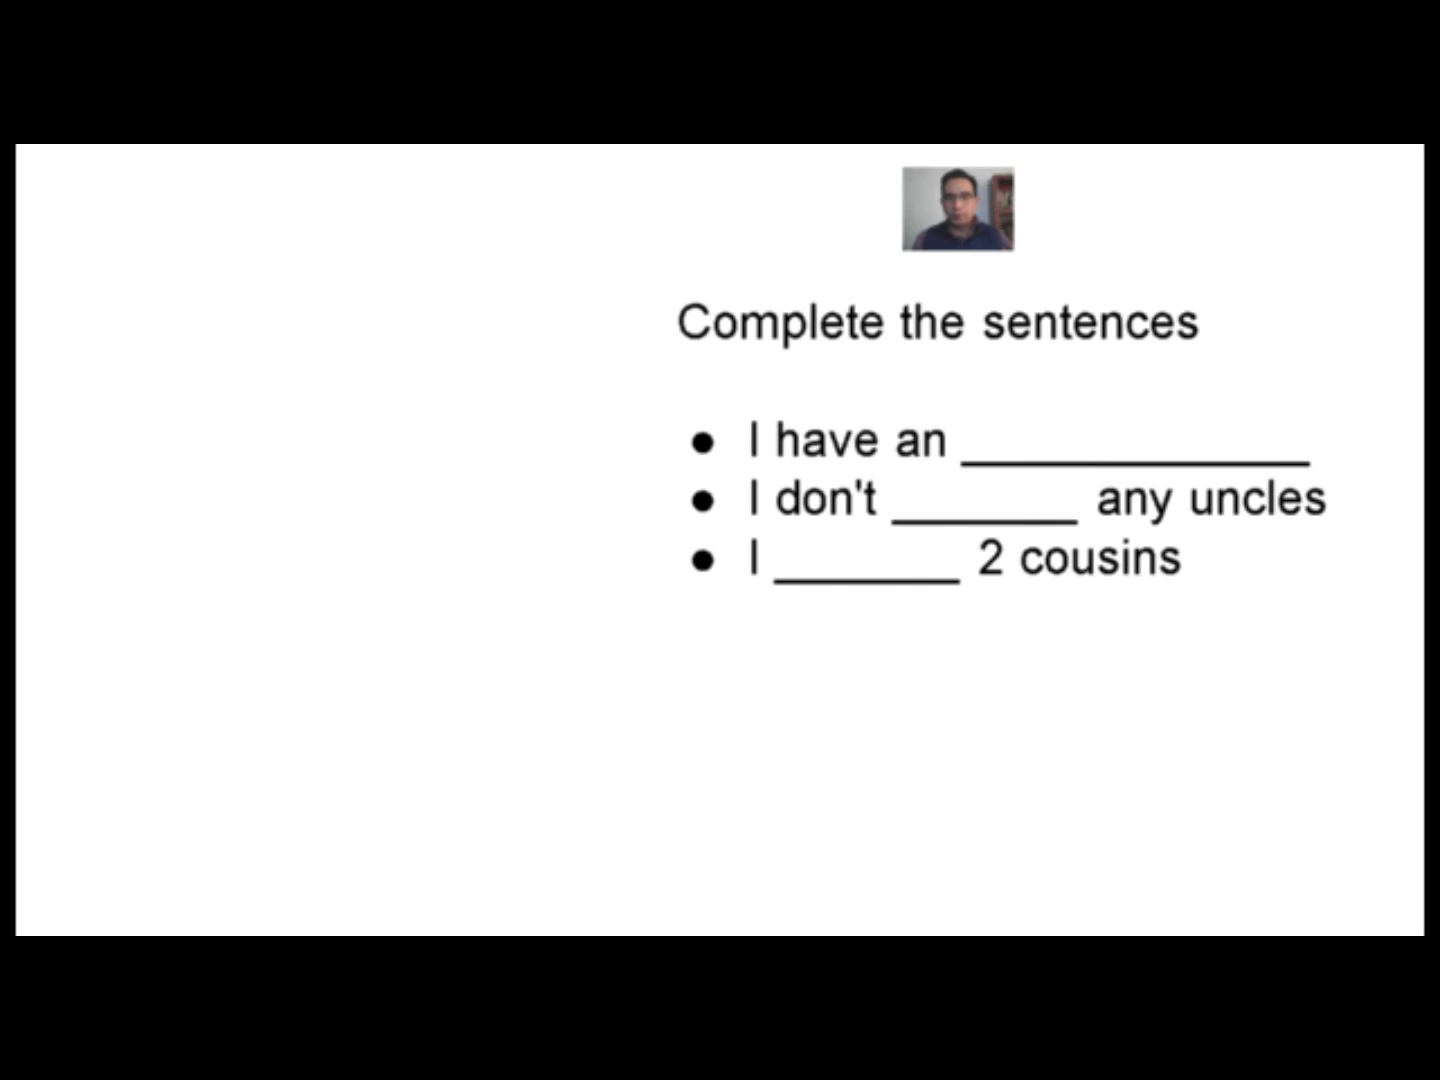 Complete the sentences
● I have an _______________
● I don't ________ any uncles
● I ________ 2 cousins